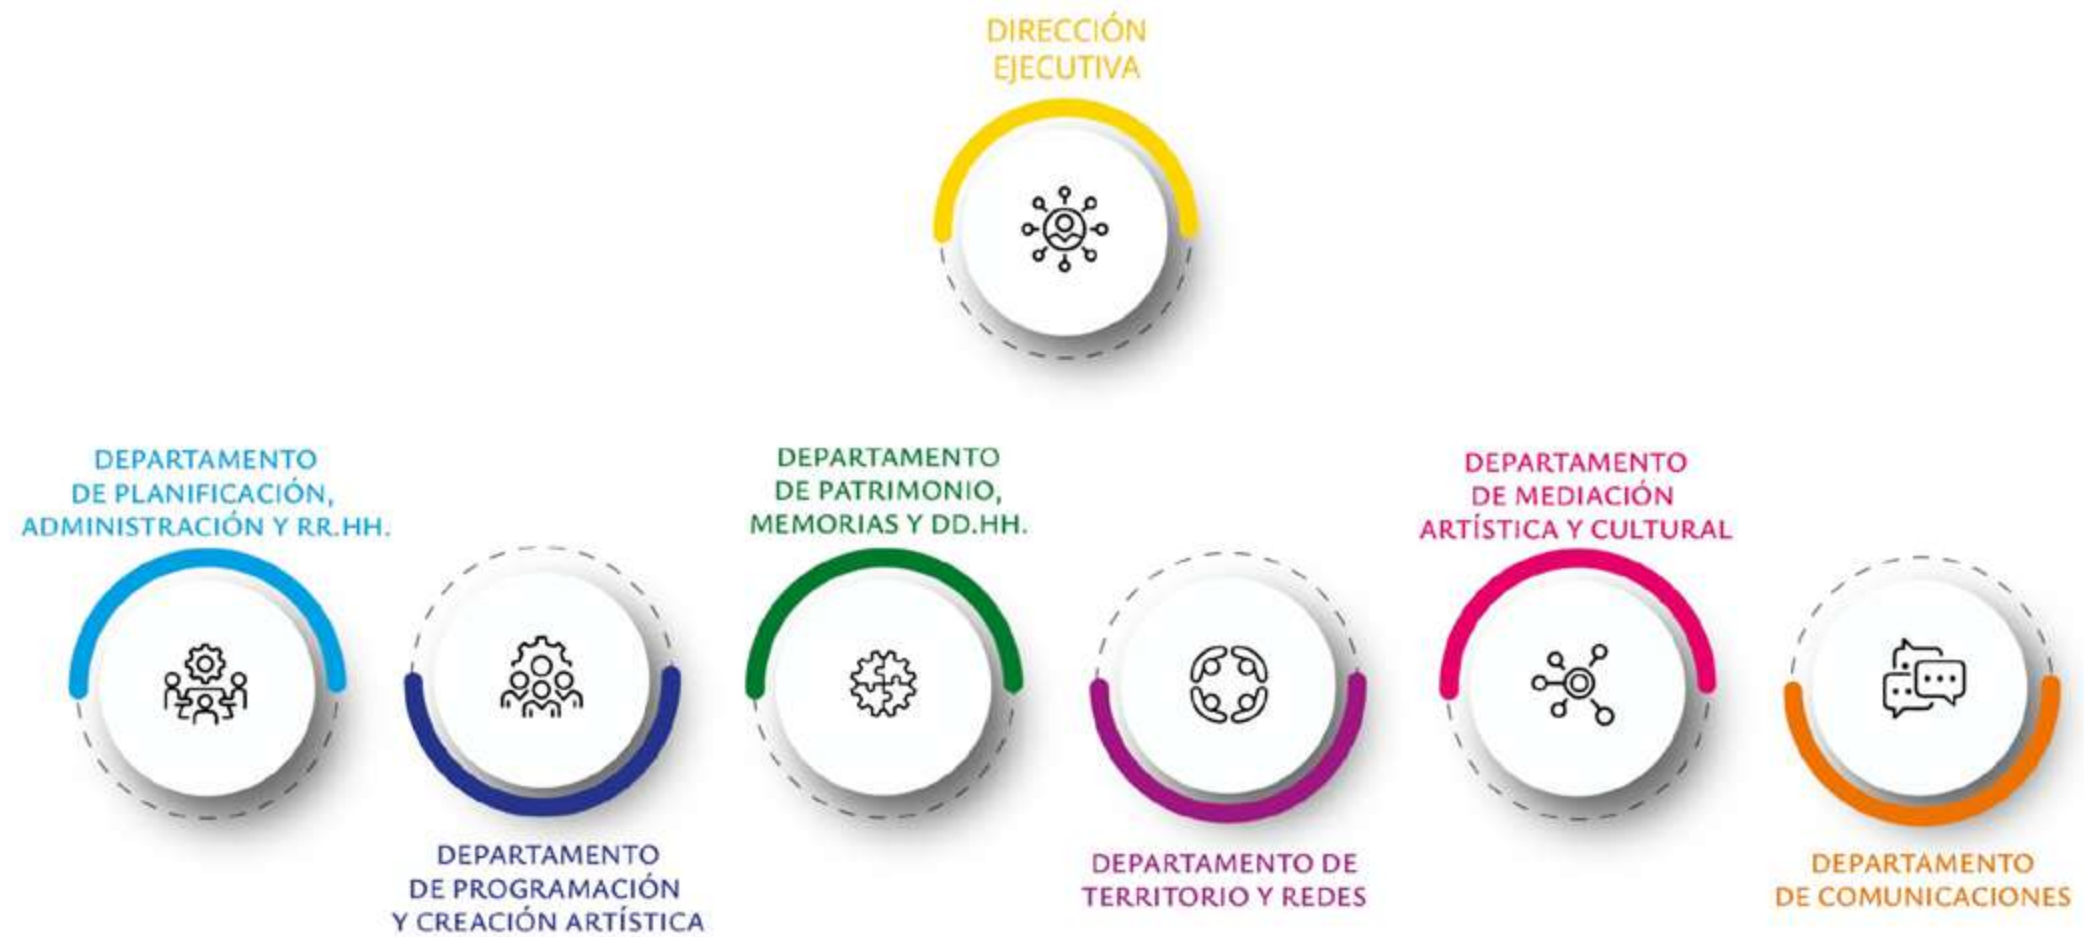 DIRECCIÓN
EJECUTIVA
DEPARTAMENTO
DE PLANIFICACIÓN,
ADMINISTRACIÓN Y RR.HH.
DEPARTAMENTO
DE PROGRAMACIÓN
Y CREACIÓN ARTÍSTICA
DEPARTAMENTO
DE PATRIMONIO,
MEMORIAS Y DD.HH.
DEPARTAMENTO DE
TERRITORIO Y REDES
DEPARTAMENTO
DE MEDIACIÓN
ARTÍSTICA Y CULTURAL
DEPARTAMENTO
DE COMUNICACIONES